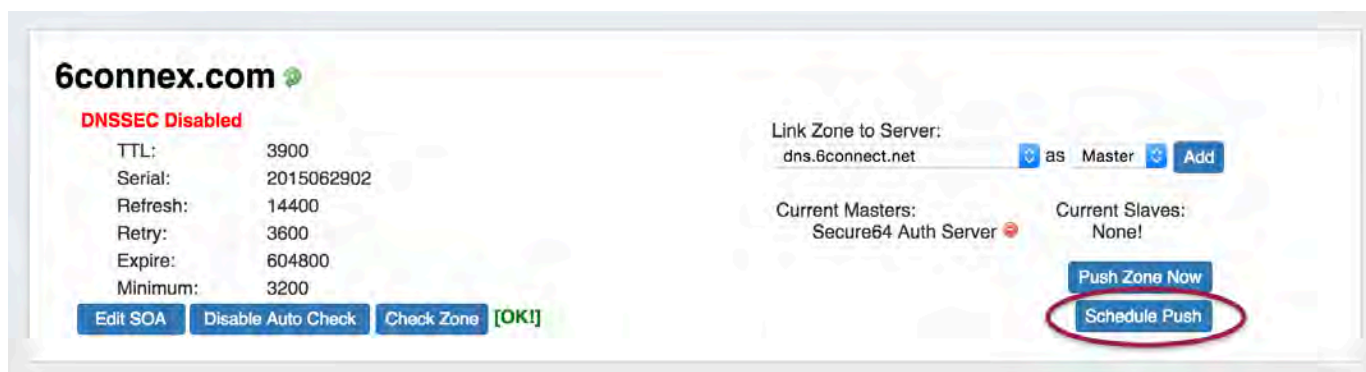 6connex.com
DNSSEC Disabled
TTL: 3900
Serial: 2015062902
Refresh: 14400
Retry: 3600
Expire: 604800
Minimum: 3200
Edit SOA Disable Auto Check Check Zone [OK!]
Link Zone to Server:
dns.6connect.net as Master Add
Current Masters: Current Slaves:
Secure64 Auth Server None!
Push Zone Now
Schedule Push